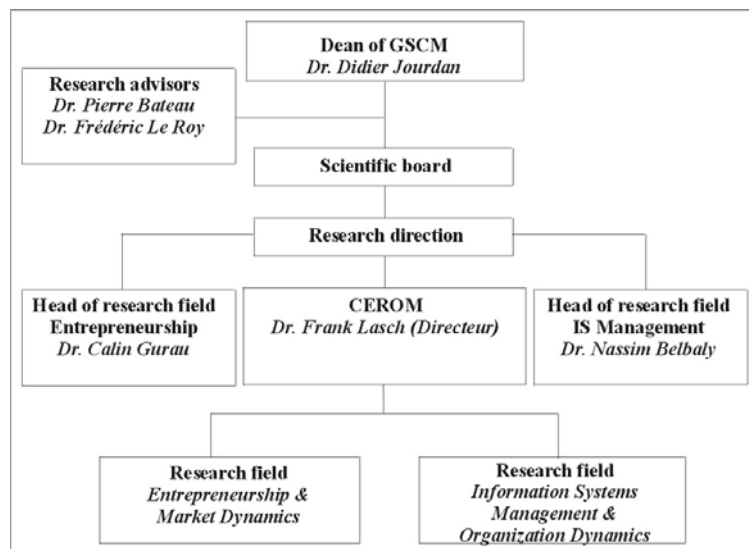 Dean of GSCM
Dr. Didier Jourdan
Research advisors
Dr. Pierre Bateau
Dr. Frédéric Le Roy
Scientific board
Research direction
Head of research field
Entrepreneurship
Dr. Calin Gurau
CEROM
Dr. Frank Lasch (Directeur)
Head of research field
IS Management
Dr. Nassim Belbaly
Research field
Entrepreneurship &
Market Dynamics
Research field
Information Systems
Management &
Organization Dynamics